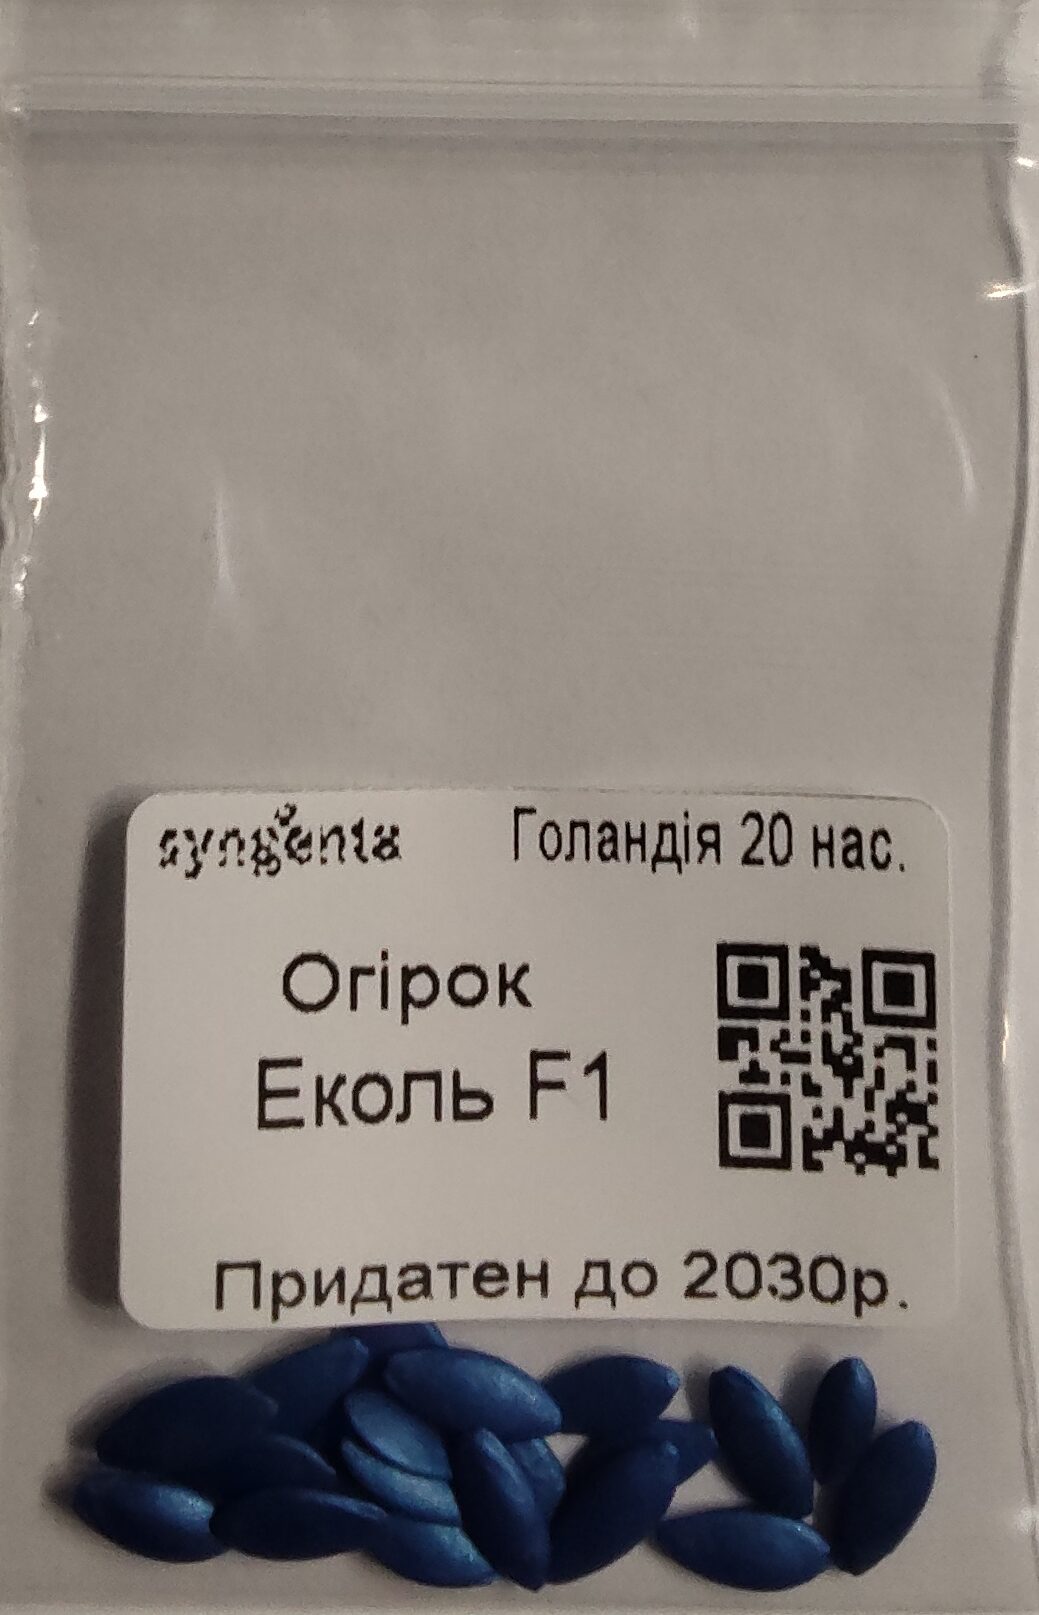 syngenta Голандія 20 нас.
Огірок
Еколь F1
Придатен до 2030р.